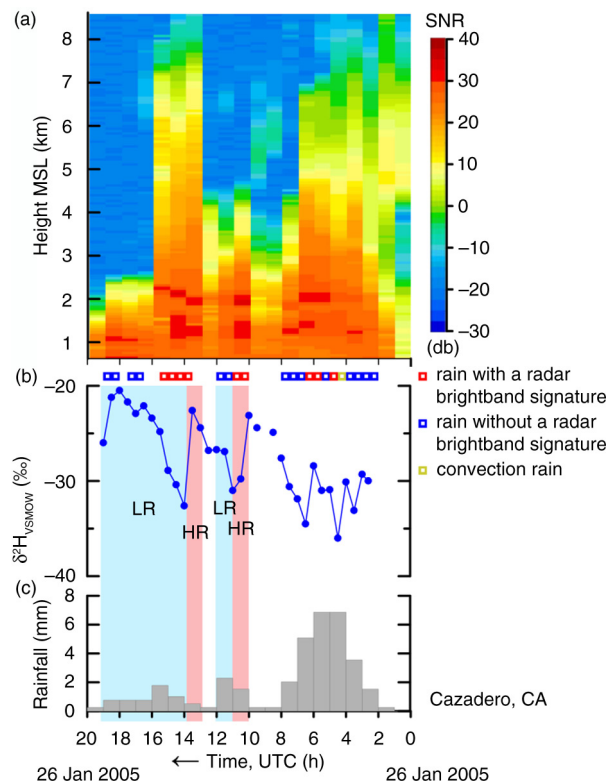 (a)
SNR
8
7
6
5
4
3
2
1
Height MSL (km)
40
30
20
10
0
−10
−20
−30
(db)
(b)
rain with a radar
brightband signature
rain without a radar
brightband signature
convection rain
−20
−30
−40
δ²H_VSMOW (‰)
LR
HR
LR
HR
(c)
8
6
4
2
0
Rainfall (mm)
Cazadero, CA
20 18 16 14 12 10 8 6 4 2 0
← Time, UTC (h)
26 Jan 2005 26 Jan 2005